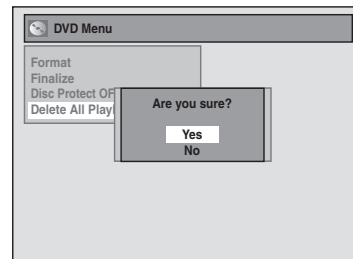 DVD Menu
Format
Finalize
Disc Protect OF
Delete All Playl
Are you sure?
Yes
No